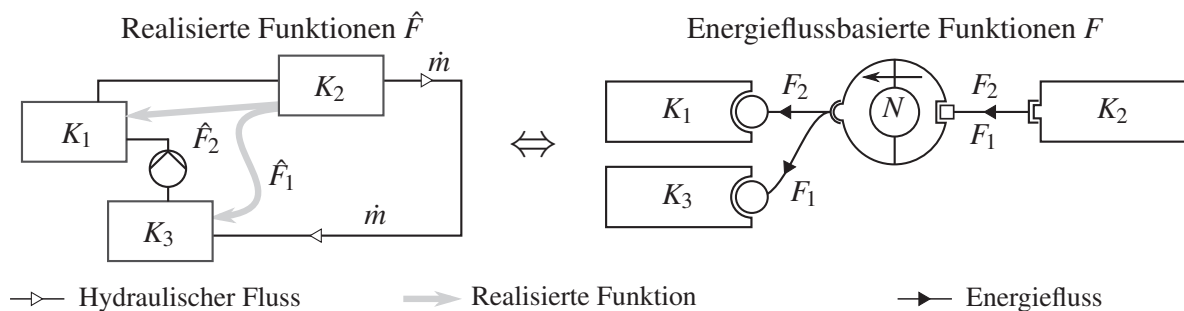 Realisierte Funktionen F̂
K₂
ṁ
K₁
F̂₂
F̂₁
K₃
ṁ
⇔
Energieflussbasierte Funktionen F
K₁
F₂
N
F₂
F₁
K₂
K₃
F₁
Hydraulischer Fluss
Realisierte Funktion
Energiefluss